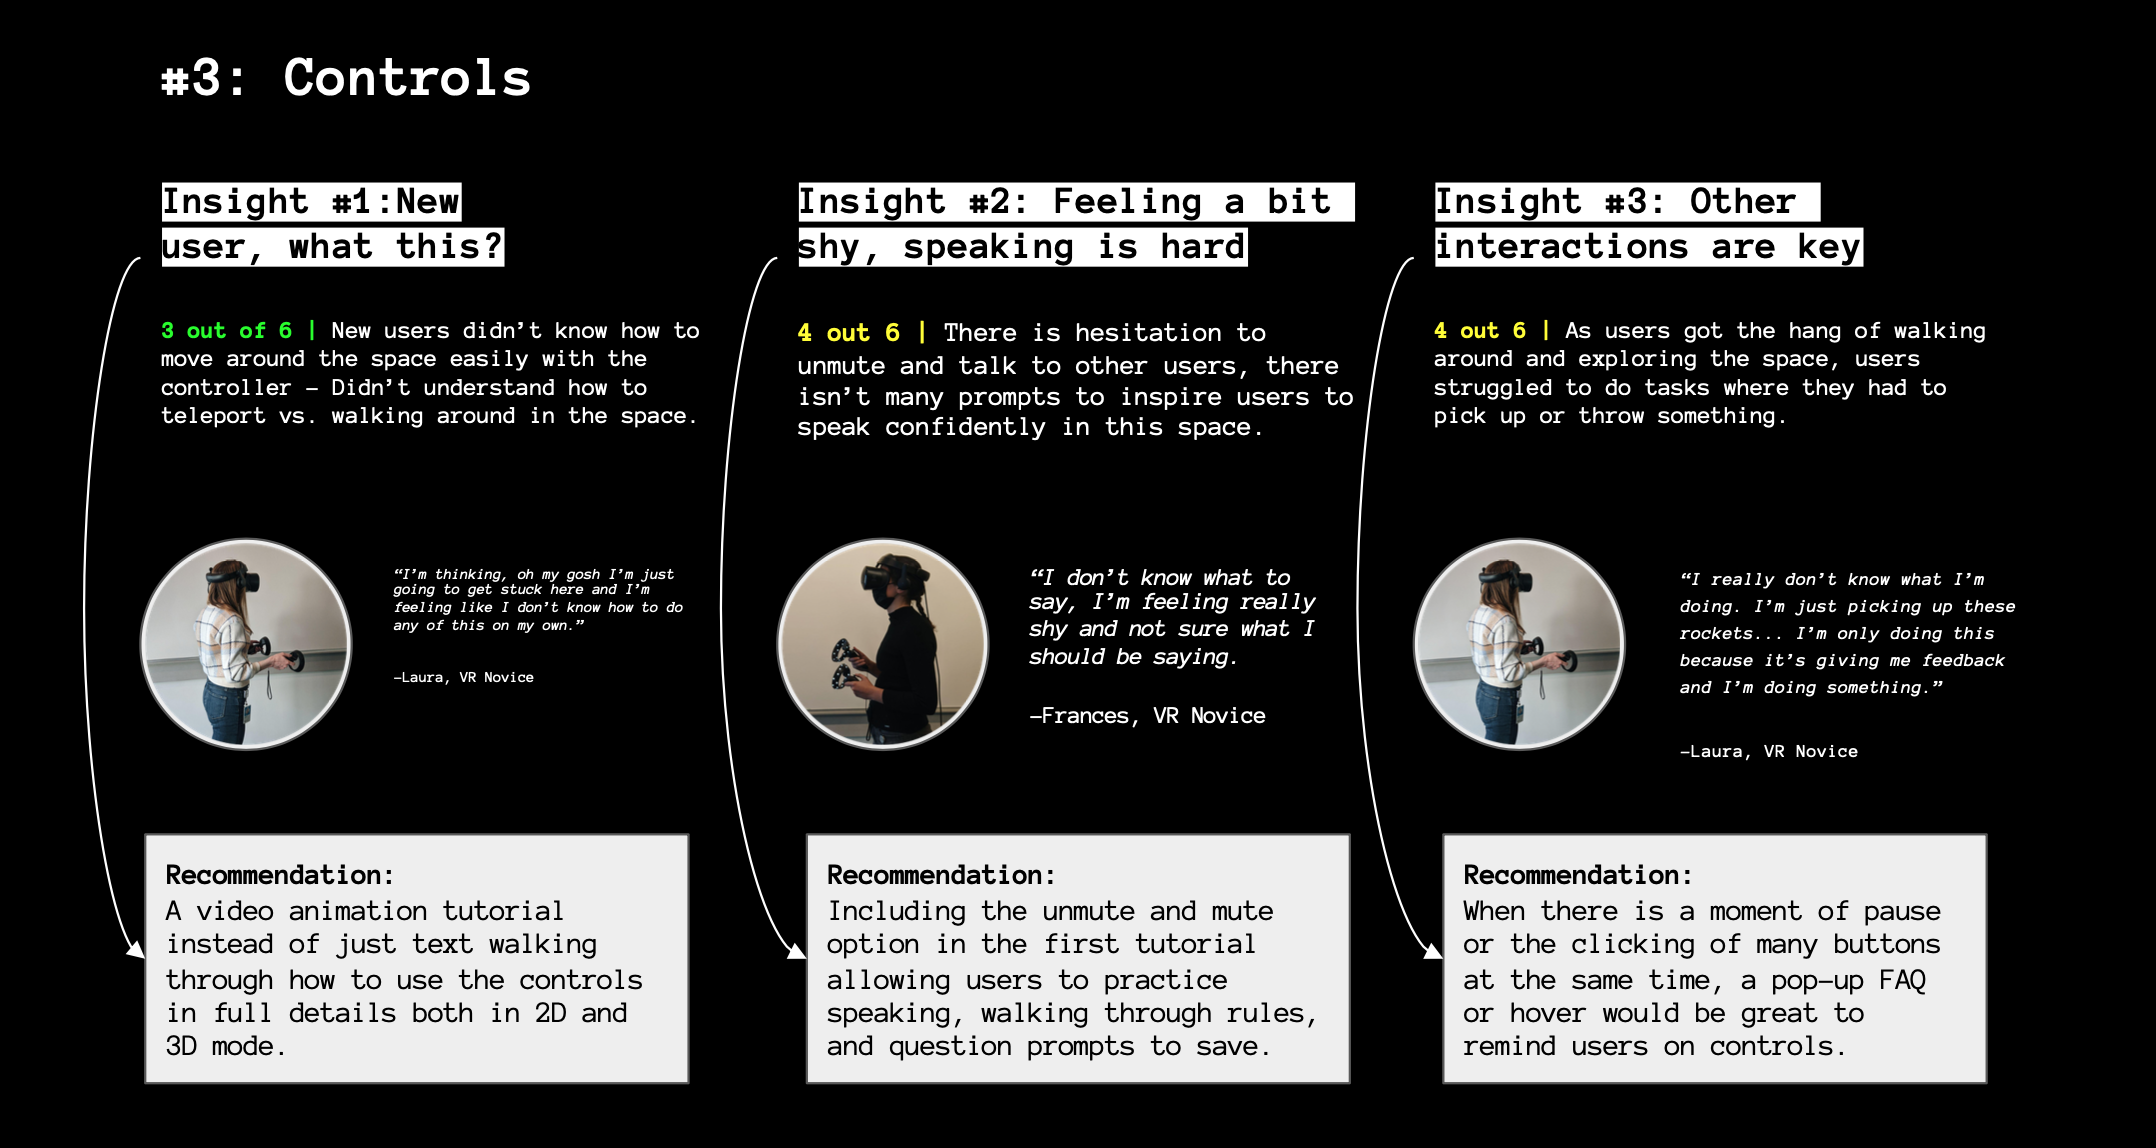 #3: Controls
Insight #1:New
user, what this?
3 out of 6 | New users didn’t know how to
move around the space easily with the
controller – Didn’t understand how to
teleport vs. walking around in the space.
“I’m thinking, oh my gosh I’m just
going to get stuck here and I’m
feeling like I don’t know how to do
any of this on my own.”
–Laura, VR Novice
Recommendation:
A video animation tutorial
instead of just text walking
through how to use the controls
in full details both in 2D and
3D mode.
Insight #2: Feeling a bit
shy, speaking is hard
4 out 6 | There is hesitation to
unmute and talk to other users, there
isn’t many prompts to inspire users to
speak confidently in this space.
“I don’t know what to
say, I’m feeling really
shy and not sure what I
should be saying.
–Frances, VR Novice
Recommendation:
Including the unmute and mute
option in the first tutorial
allowing users to practice
speaking, walking through rules,
and question prompts to save.
Insight #3: Other
interactions are key
4 out 6 | As users got the hang of walking
around and exploring the space, users
struggled to do tasks where they had to
pick up or throw something.
“I really don’t know what I’m
doing. I’m just picking up these
rockets... I’m only doing this
because it’s giving me feedback
and I’m doing something.”
–Laura, VR Novice
Recommendation:
When there is a moment of pause
or the clicking of many buttons
at the same time, a pop–up FAQ
or hover would be great to
remind users on controls.